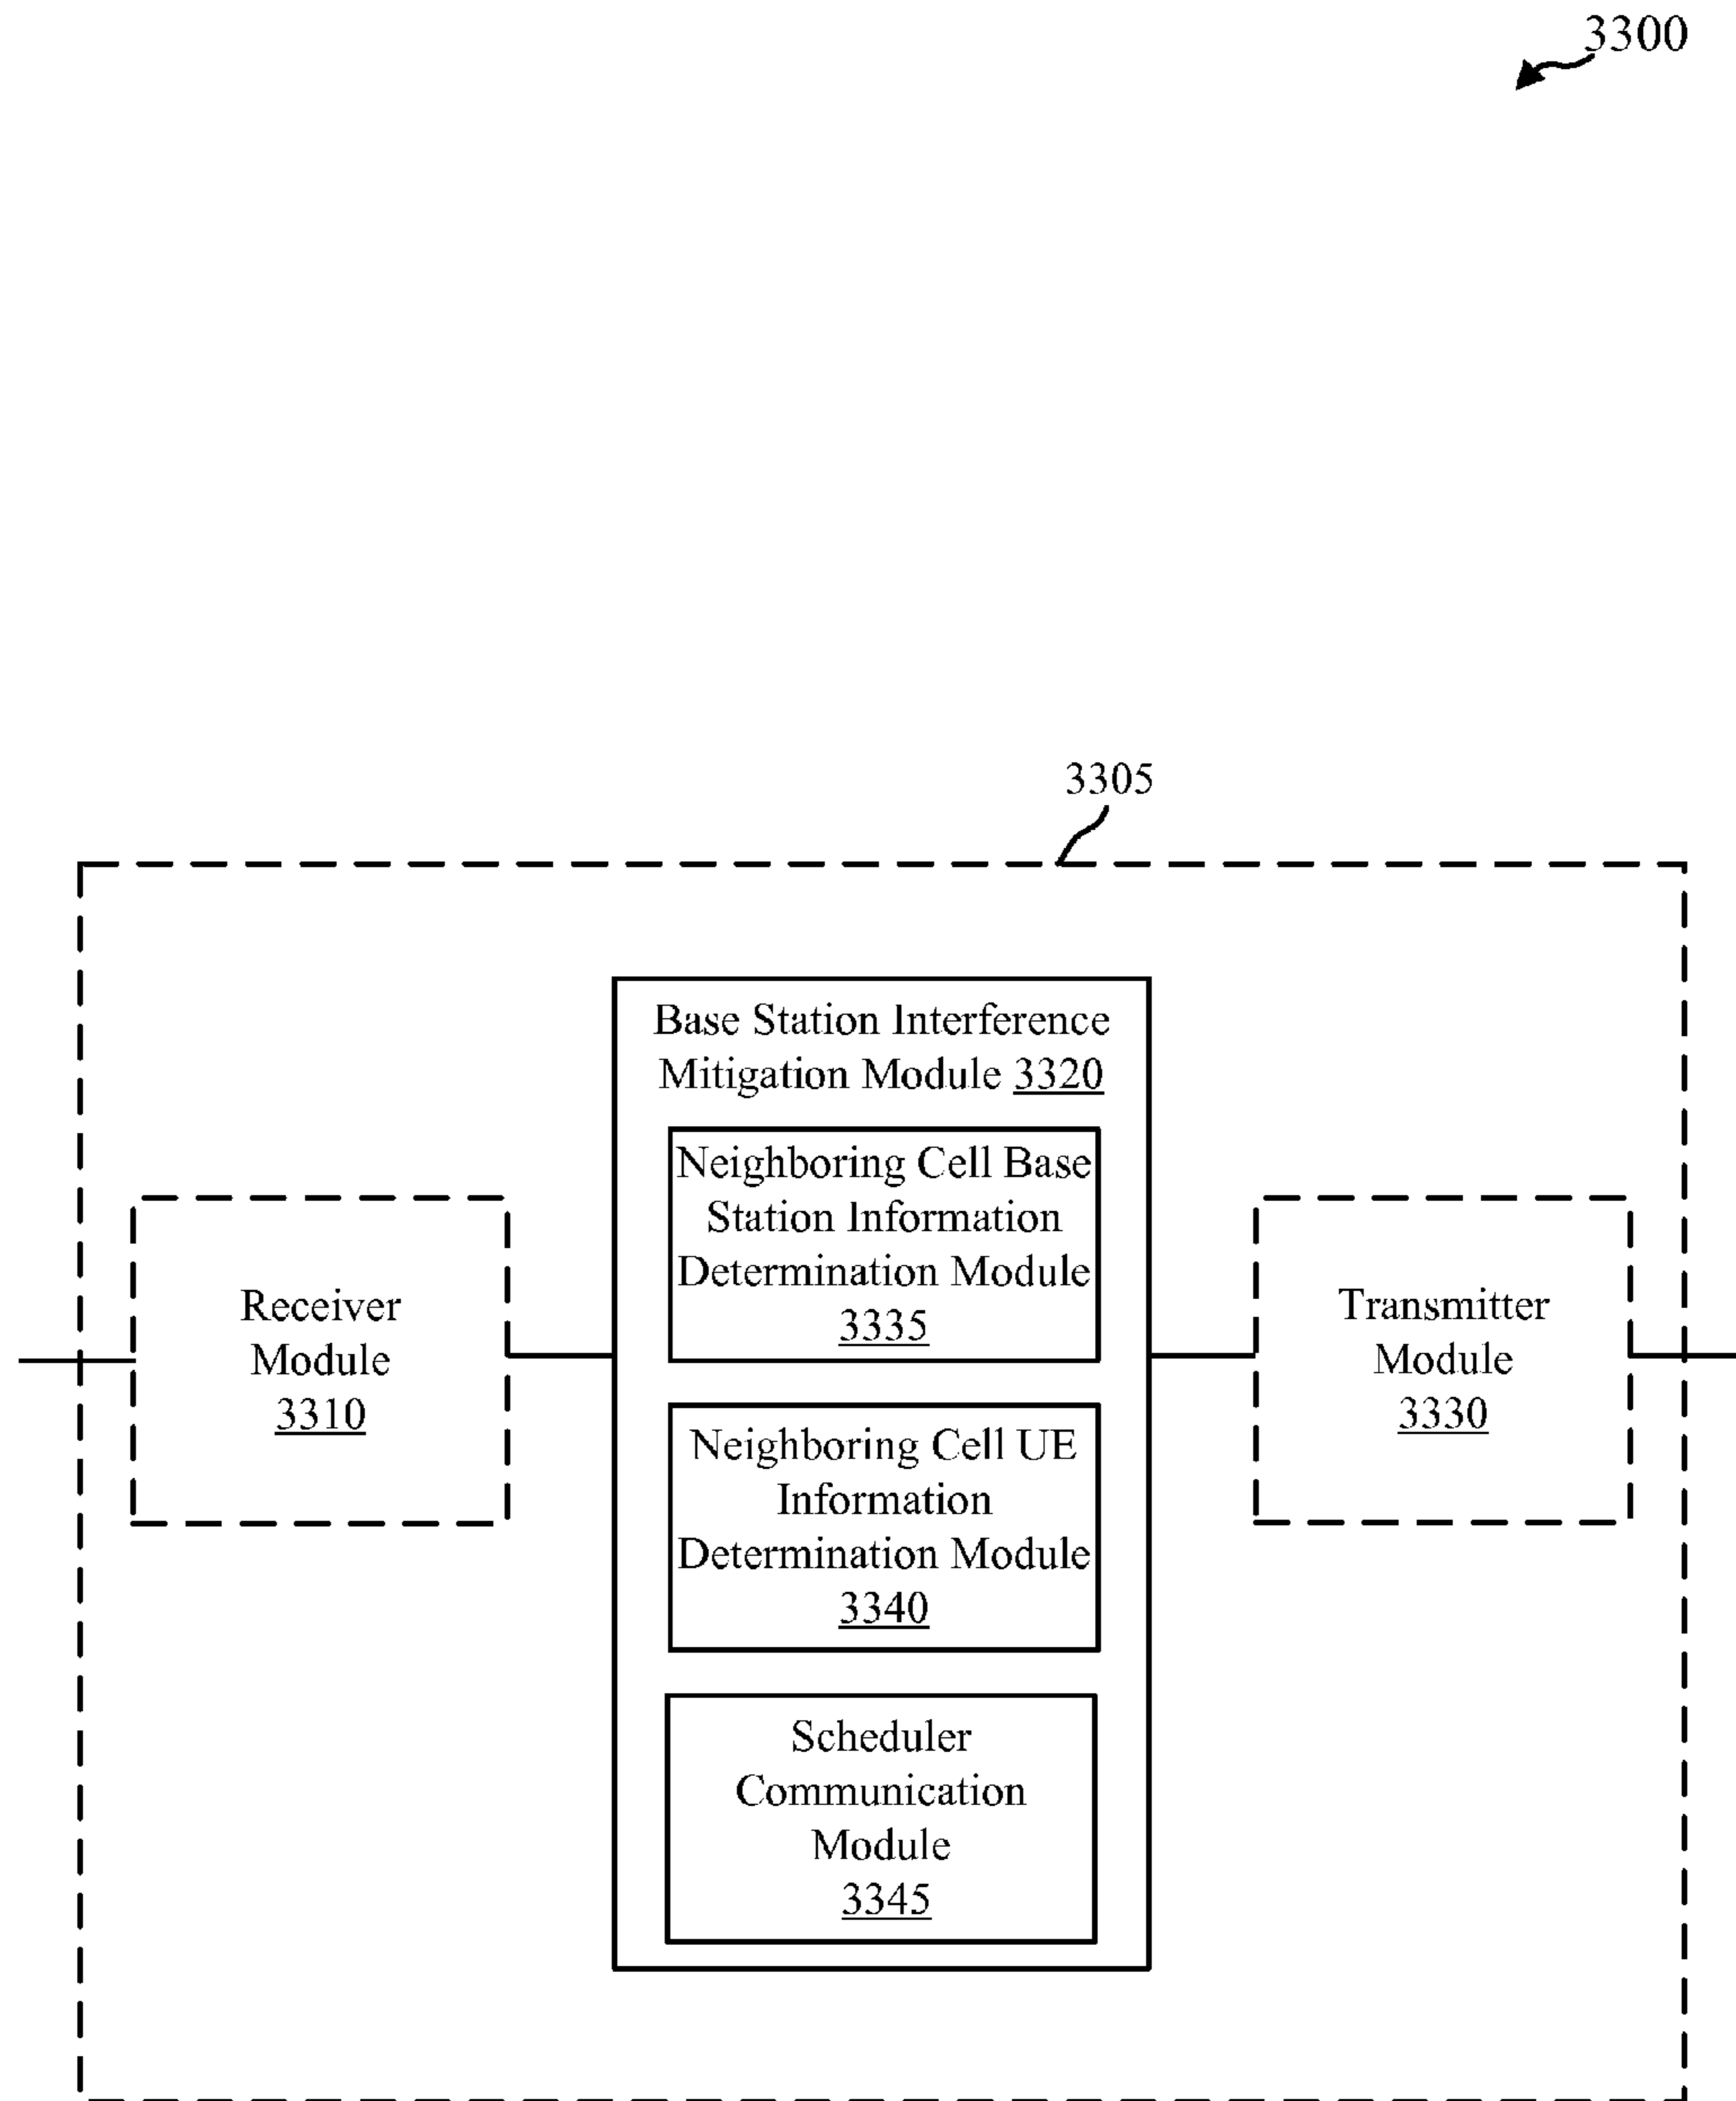 3300
3305
Base Station Interference
Mitigation Module 3320
Neighboring Cell Base
Station Information
Determination Module
3335
Receiver
Module
3310
Transmitter
Module
3330
Neighboring Cell UE
Information
Determination Module
3340
Scheduler
Communication
Module
3345